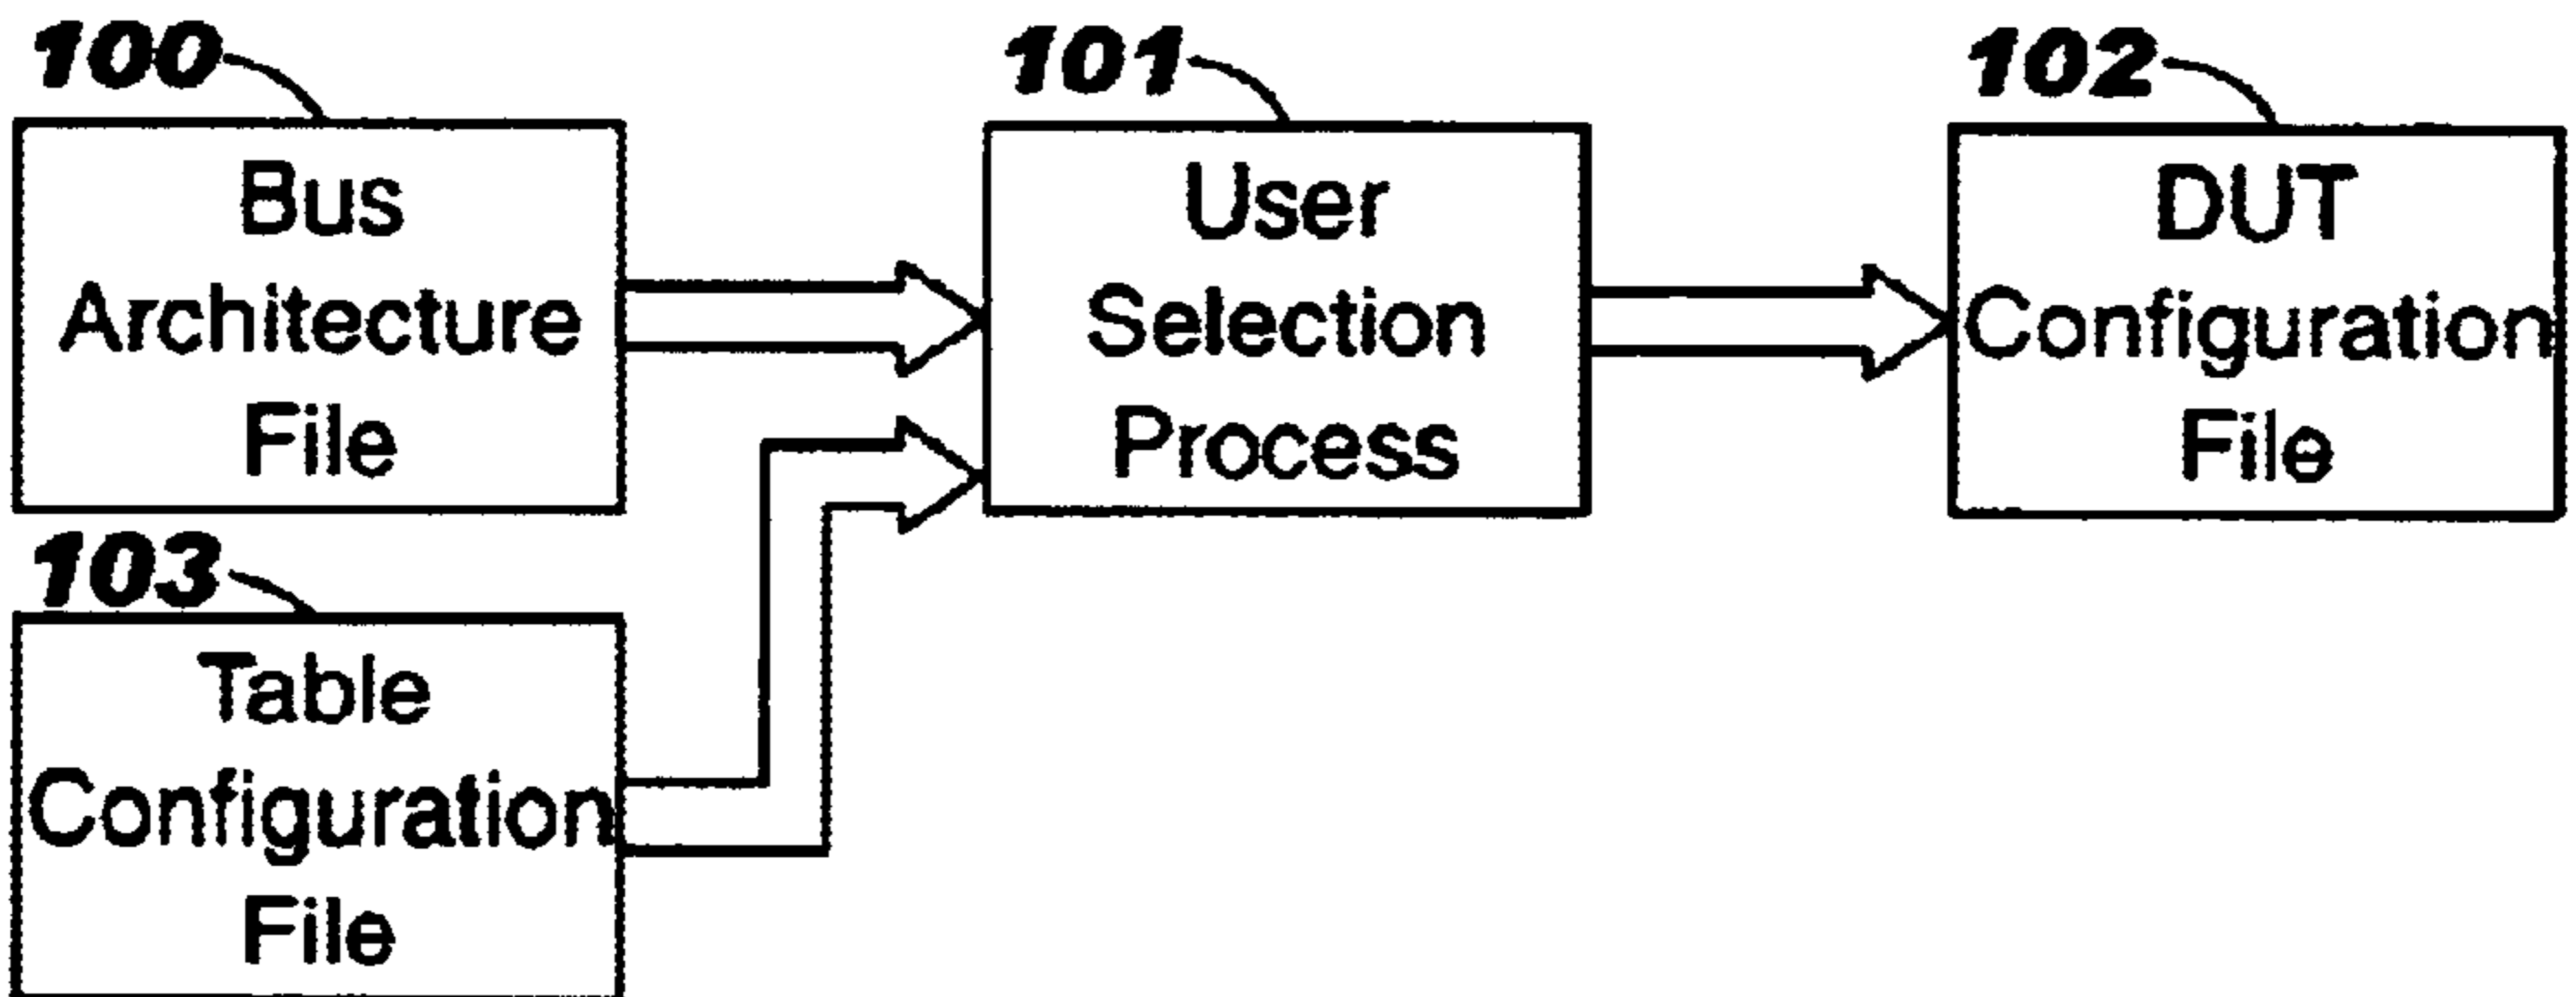 100
Bus
Architecture
File
101
User
Selection
Process
102
DUT
Configuration
File
103
Table
Configuration
File